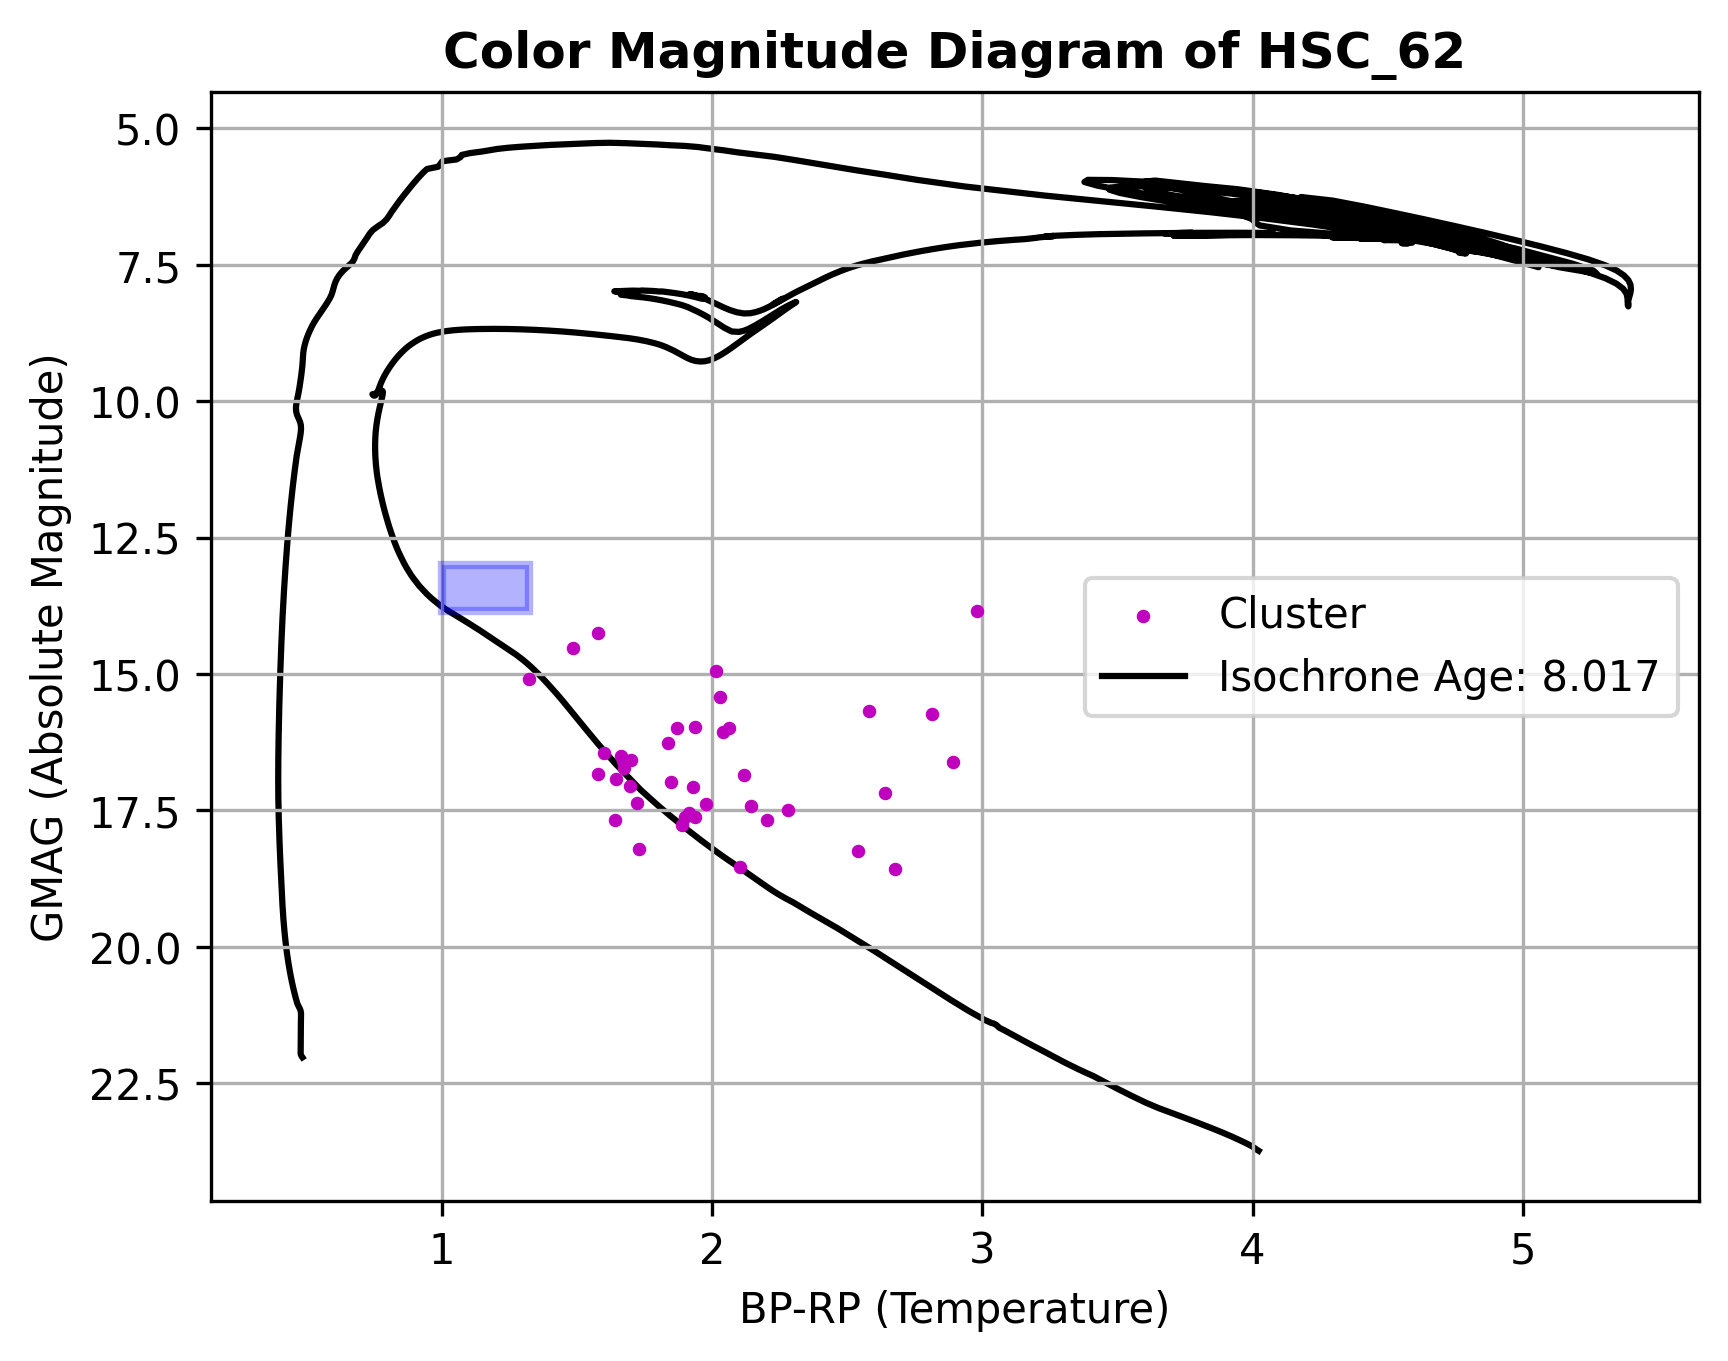 Color Magnitude Diagram of HSC_62
GMAG (Absolute Magnitude)
5.0
7.5
10.0
12.5
15.0
17.5
20.0
22.5
Cluster
Isochrone Age: 8.017
1 2 3 4 5
BP-RP (Temperature)